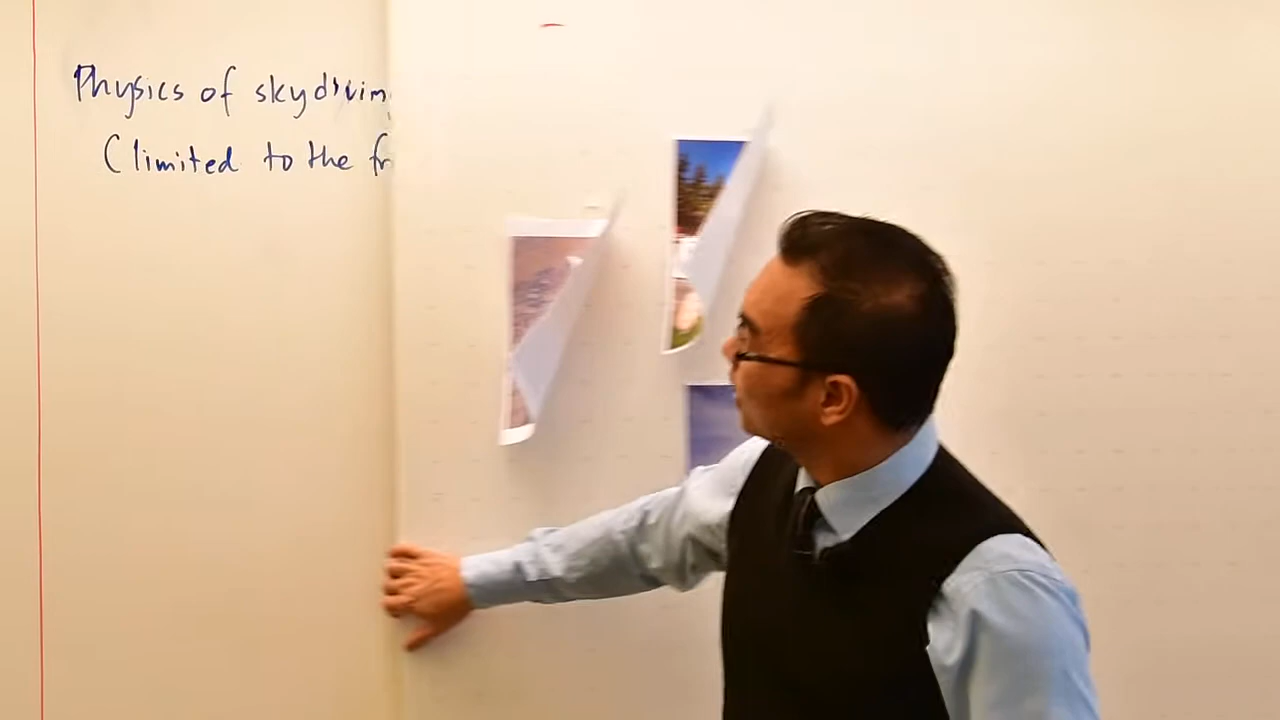 Physics of skydivin
(limited to the fr